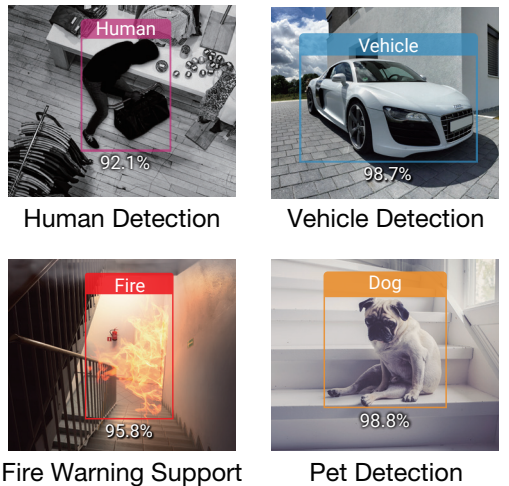 Human
92.1%
Human Detection
Vehicle
98.7%
Vehicle Detection
Fire
95.8%
Fire Warning Support
Dog
98.8%
Pet Detection